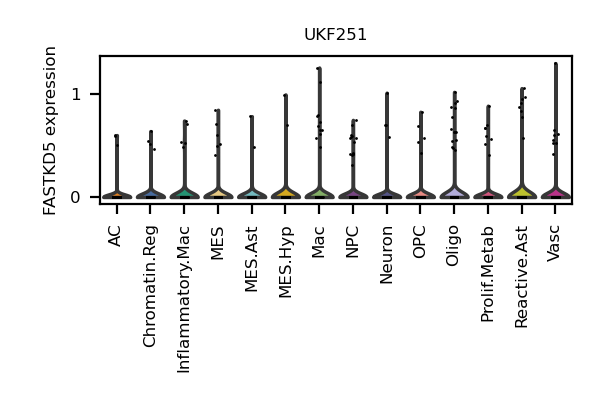 UKF251
FASTKD5 expression
1
0
AC
Chromatin.Reg
Inflammatory.Mac
MES
MES.Ast
MES.Hyp
Mac
NPC
Neuron
OPC
Oligo
Prolif.Metab
Reactive.Ast
Vasc